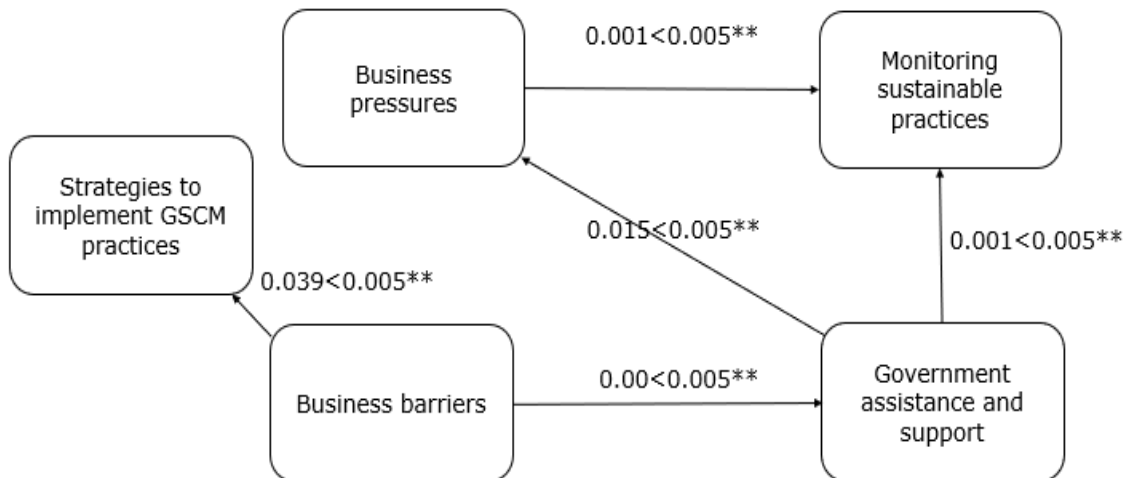 Business
pressures
0.001<0.005**
Monitoring
sustainable
practices
Strategies to
implement GSCM
practices
0.015<0.005**
0.001<0.005**
0.039<0.005**
Business barriers
0.00<0.005**
Government
assistance and
support